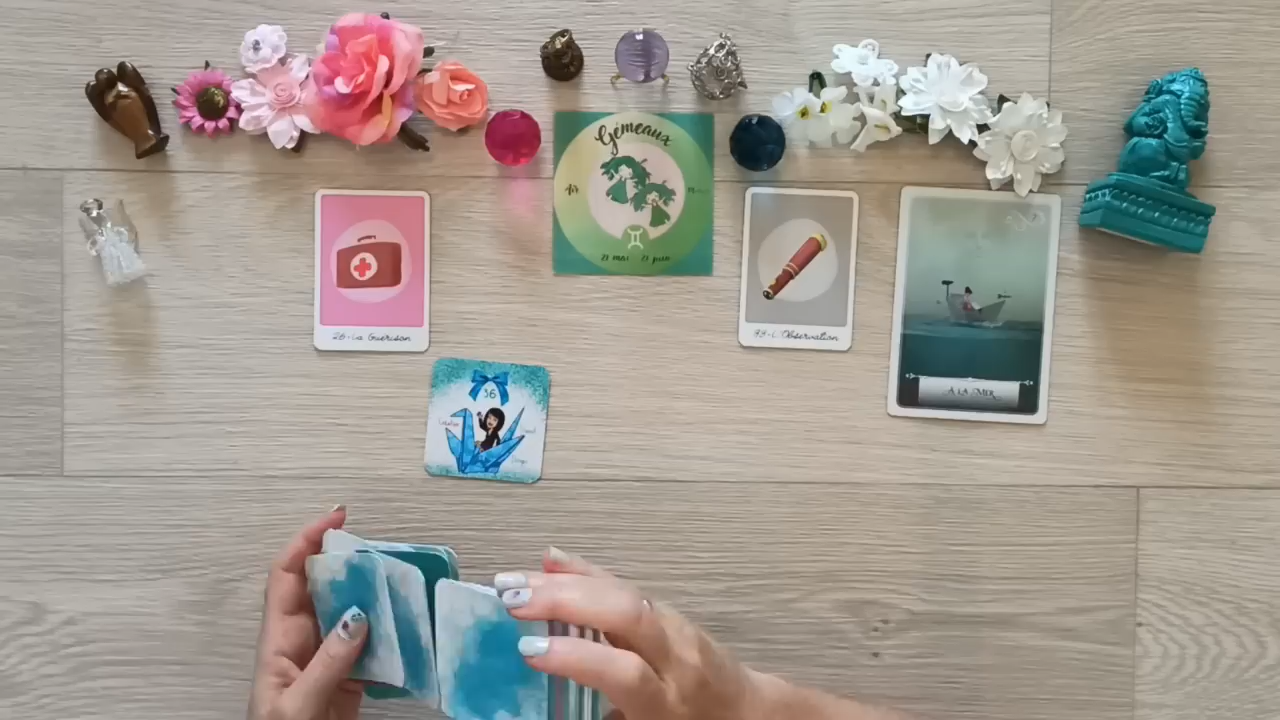 Gémeaux
Air
♊
21 mai 21 juin
26-La Guérison
33-L'Observation
À LA MER
36